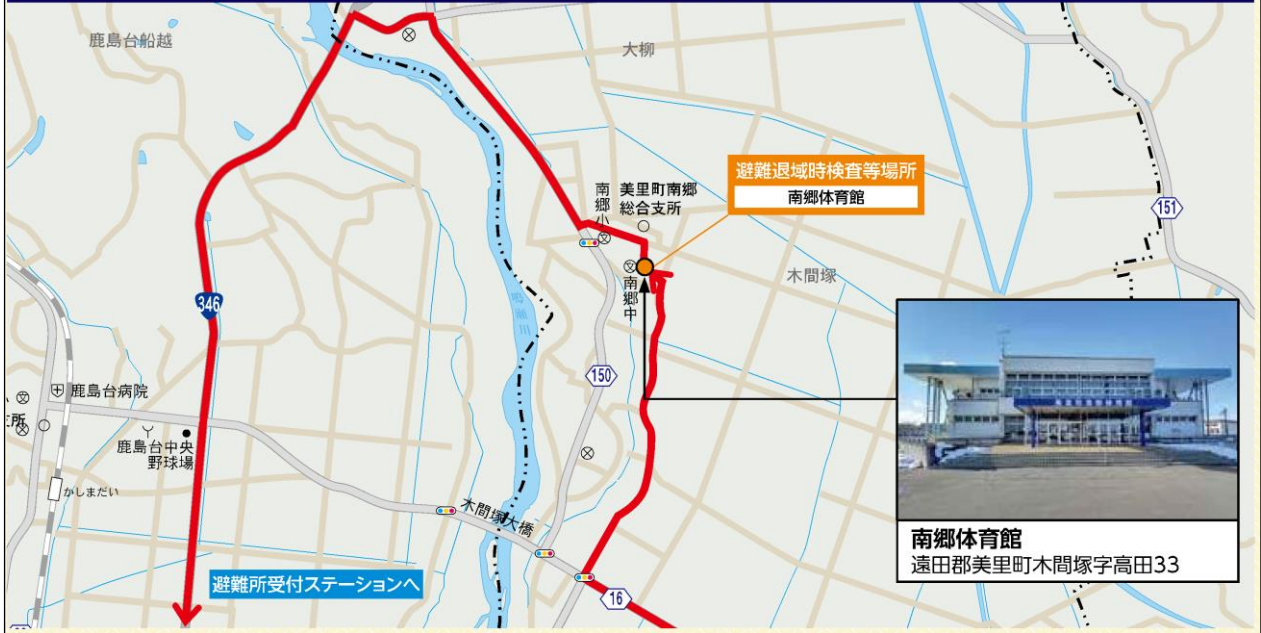 鹿島台船越
大柳
避難退域時検査等場所
南郷体育館
南郷小
美里町南郷
総合支所
151
南郷中
木間塚
346
150
鹿島台病院
鹿島台中央
野球場
かしまだい
木間塚大橋
避難所受付ステーションへ
16
南郷体育館
遠田郡美里町木間塚字高田33